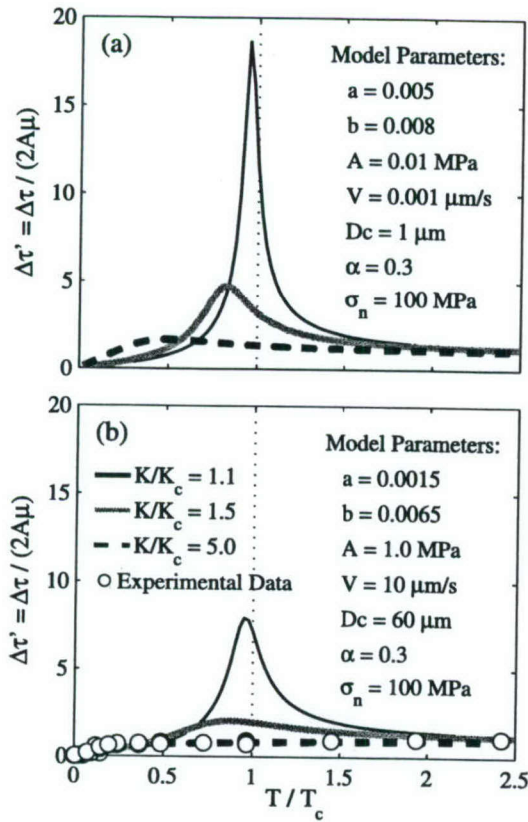 20
15
10
5
0
Δτ' = Δτ / (2Aμ)
(a)
Model Parameters:
a = 0.005
b = 0.008
A = 0.01 MPa
V = 0.001 μm/s
Dc = 1 μm
α = 0.3
σn = 100 MPa
20
15
10
5
0
Δτ' = Δτ / (2Aμ)
(b)
K/Kc = 1.1
K/Kc = 1.5
K/Kc = 5.0
Experimental Data
Model Parameters:
a = 0.0015
b = 0.0065
A = 1.0 MPa
V = 10 μm/s
Dc = 60 μm
α = 0.3
σn = 100 MPa
0 0.5 1 1.5 2 2.5
T / Tc